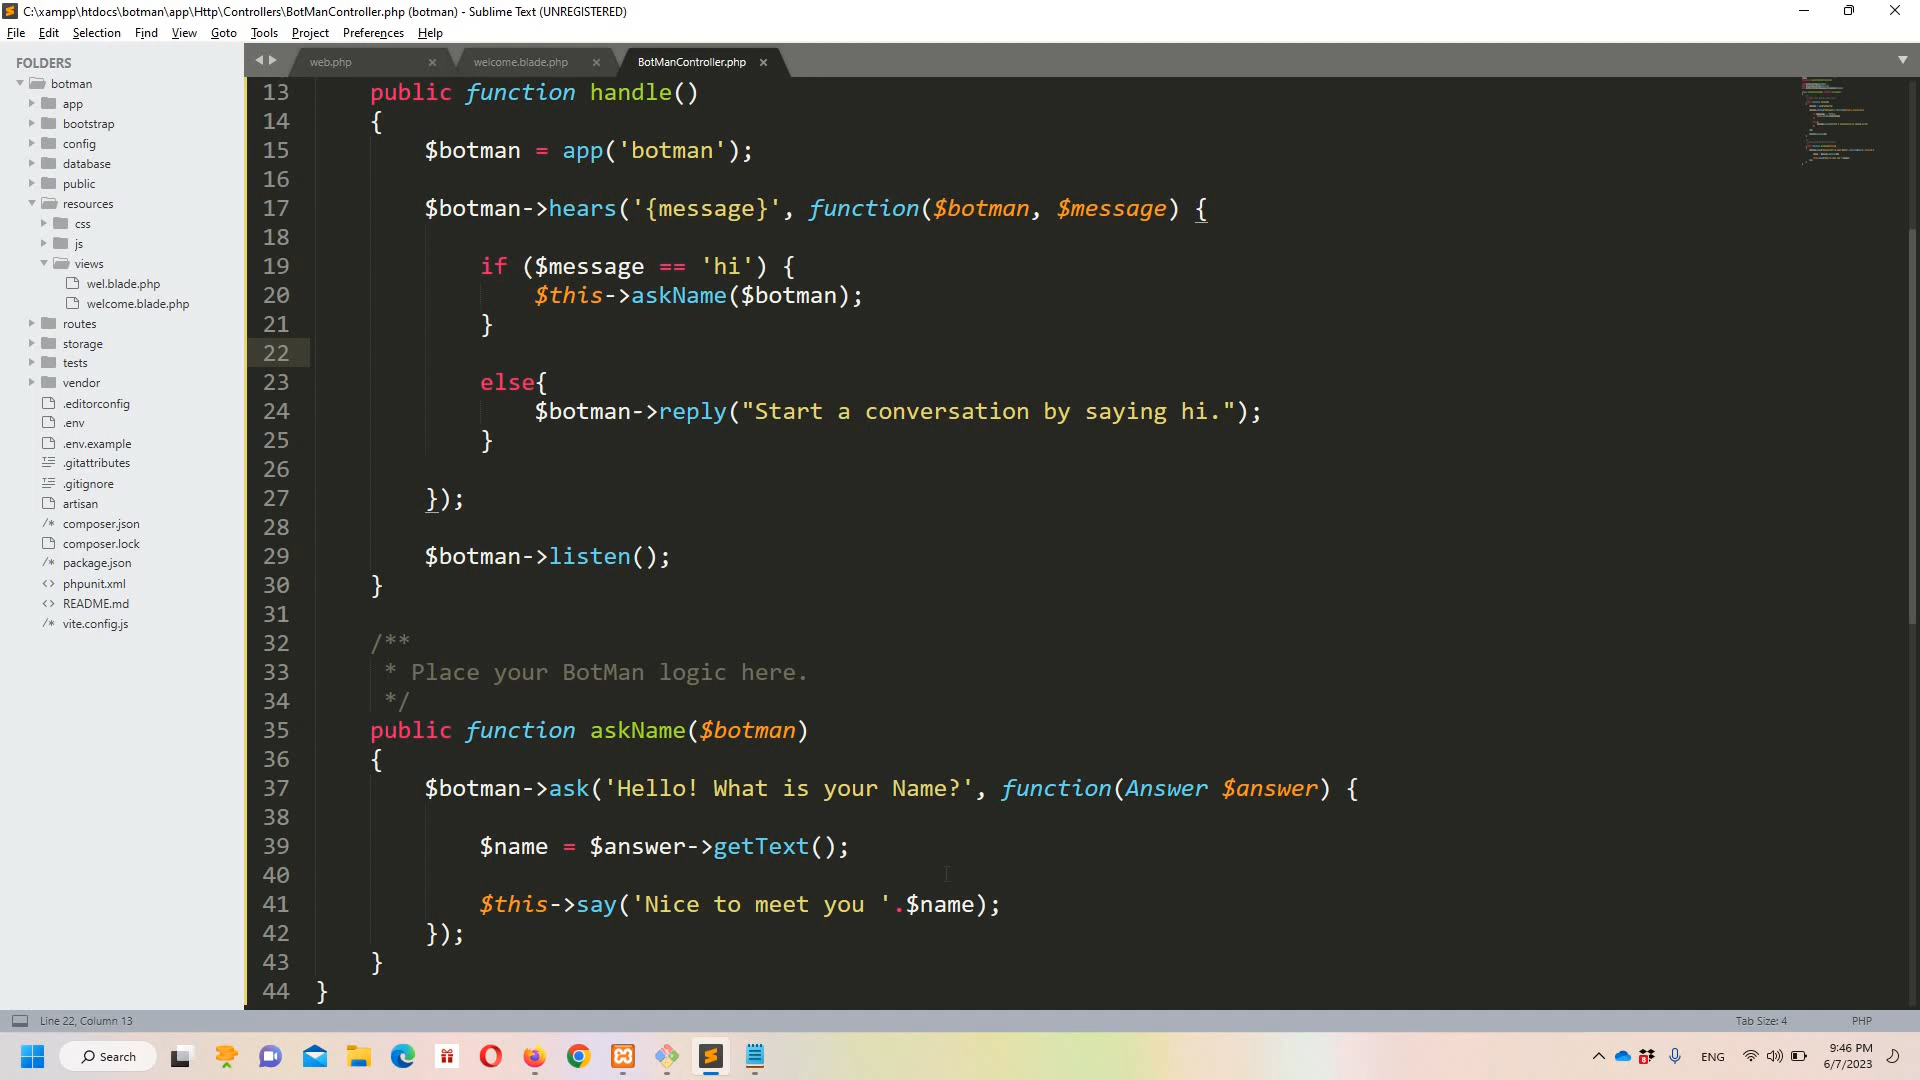 C:\xampp\htdocs\botman\app\Http\Controllers\BotManController.php (botman) - Sublime Text (UNREGISTERED)
File Edit Selection Find View Goto Tools Project Preferences Help
FOLDERS
botman
app
bootstrap
config
database
public
resources
css
js
views
wel.blade.php
welcome.blade.php
routes
storage
tests
vendor
.editorconfig
.env
.env.example
.gitattributes
.gitignore
artisan
composer.json
composer.lock
package.json
phpunit.xml
README.md
vite.config.js
web.php welcome.blade.php BotManController.php
13 public function handle()
14 {
15 $botman = app('botman');
16
17 $botman->hears('{message}', function($botman, $message) {
18
19 if ($message == 'hi') {
20 $this->askName($botman);
21 }
22
23 else{
24 $botman->reply("Start a conversation by saying hi.");
25 }
26
27 });
28
29 $botman->listen();
30 }
31
32 /**
33 * Place your BotMan logic here.
34 */
35 public function askName($botman)
36 {
37 $botman->ask('Hello! What is your Name?', function(Answer $answer) {
38
39 $name = $answer->getText();
40
41 $this->say('Nice to meet you '.$name);
42 });
43 }
44 }
Line 22, Column 13 Tab Size: 4 PHP
Search ENG 9:46 PM
6/7/2023